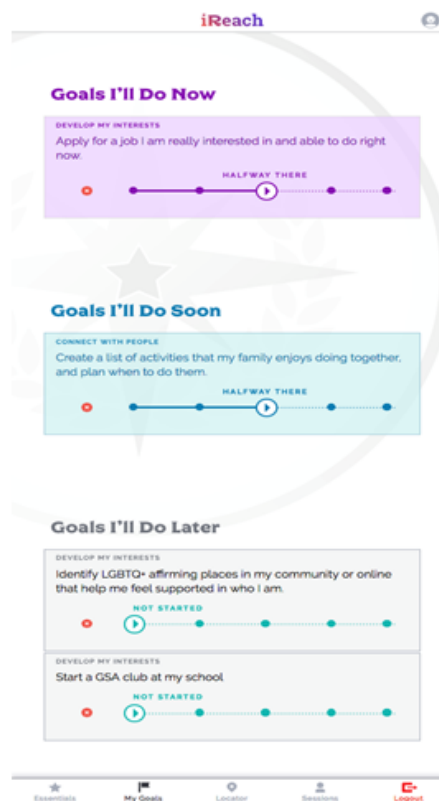 iReach
Goals I'll Do Now
DEVELOP MY INTERESTS
Apply for a job I am really interested in and able to do right
now.
HALFWAY THERE
Goals I'll Do Soon
CONNECT WITH PEOPLE
Create a list of activities that my family enjoys doing together,
and plan when to do them.
HALFWAY THERE
Goals I'll Do Later
DEVELOP MY INTERESTS
Identify LGBTQ+ affirming places in my community or online
that help me feel supported in who I am.
NOT STARTED
DEVELOP MY INTERESTS
Start a GSA club at my school
NOT STARTED
Essentials My Goals Locator Sessions Logout